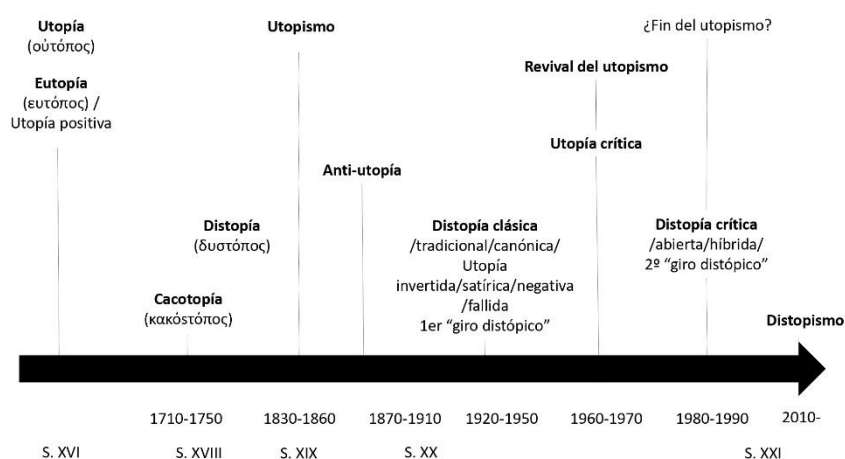 Utopía
(οὐτόπος)
Eutopía
(ευτόπος) /
Utopía positiva
Cacotopía
(κακόstόπος)
Distopía
(δυστόπος)
Utopismo
Anti-utopía
Distopía clásica
/tradicional/canónica/
Utopía
invertida/satírica/negativa
/fallida
1er “giro distópico”
Revival del utopismo
Utopía crítica
¿Fin del utopismo?
Distopía crítica
/abierta/híbrida/
2º “giro distópico”
Distopismo
1710-1750
1830-1860
1870-1910
1920-1950
1960-1970
1980-1990
2010-
S. XVI
S. XVIII
S. XIX
S. XX
S. XXI